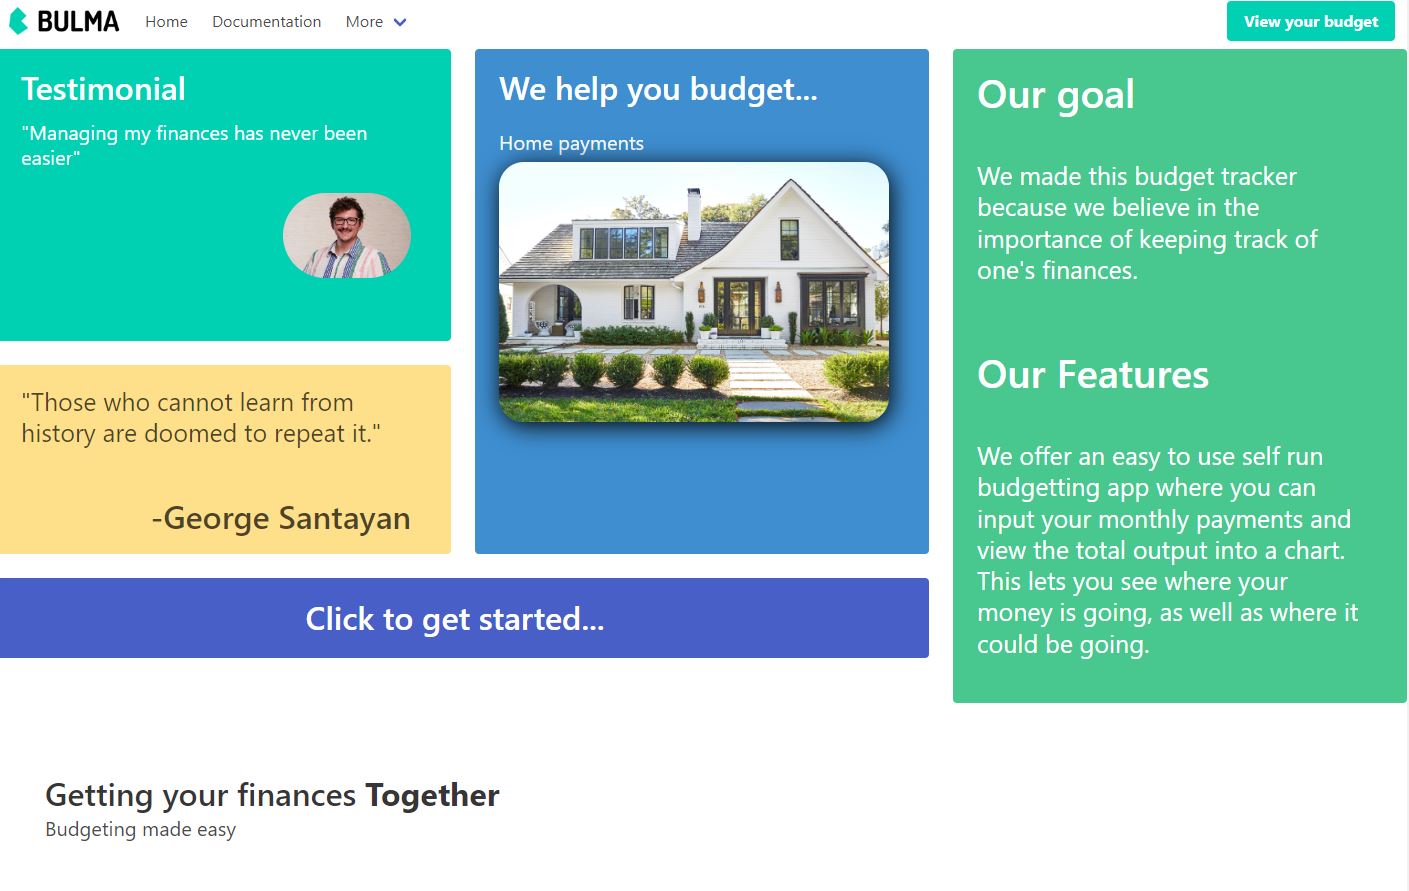 BULMA
Home
Documentation
More
View your budget
Testimonial
"Managing my finances has never been
easier"
"Those who cannot learn from
history are doomed to repeat it."
-George Santayan
We help you budget...
Home payments
Click to get started...
Our goal
We made this budget tracker
because we believe in the
importance of keeping track of
one's finances.
Our Features
We offer an easy to use self run
budgetting app where you can
input your monthly payments and
view the total output into a chart.
This lets you see where your
money is going, as well as where it
could be going.
Getting your finances Together
Budgeting made easy